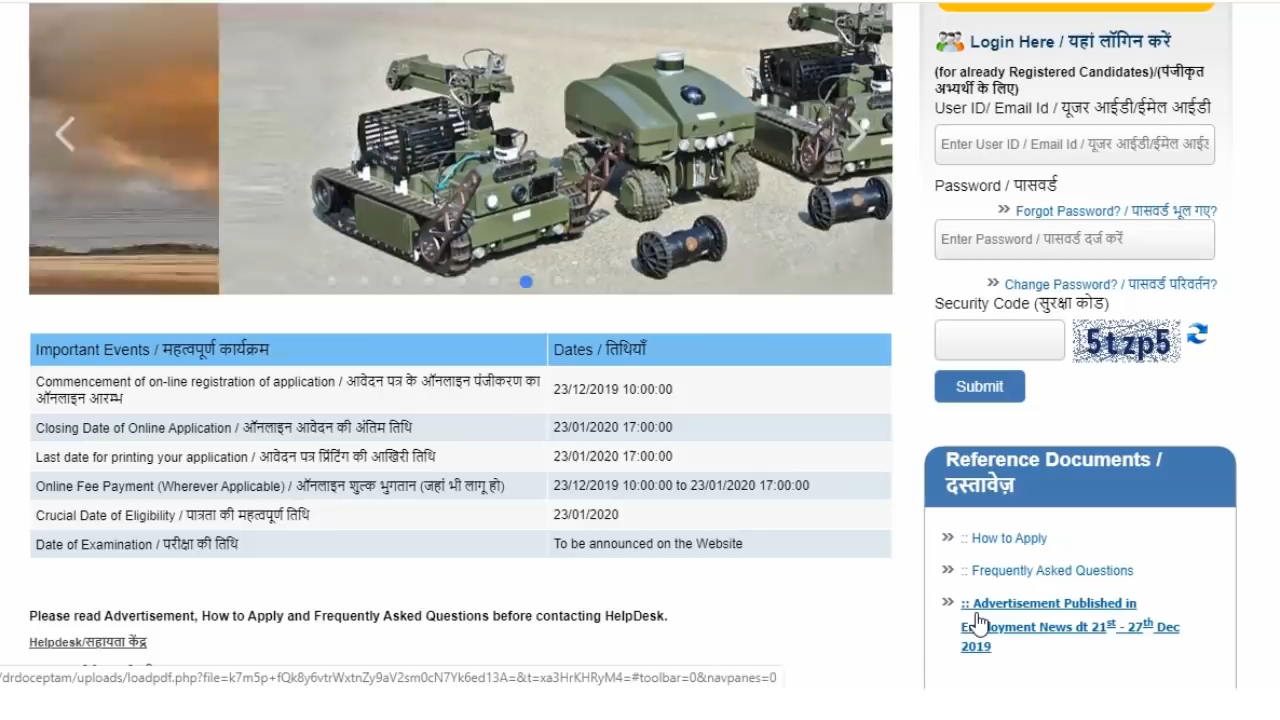 Login Here / यहां लॉगिन करें
(for already Registered Candidates)/(पंजीकृत
अभ्यर्थी के लिए)
User ID/ Email Id / यूजर आईडी/ईमेल आईडी
Enter User ID / Email Id / यूजर आईडी/ईमेल आई
Password / पासवर्ड
Forgot Password? / पासवर्ड भूल गए?
Enter Password / पासवर्ड दर्ज करें
Change Password? / पासवर्ड परिवर्तन?
Security Code (सुरक्षा कोड)
5tzp5
Submit
Important Events / महत्वपूर्ण कार्यक्रम Dates / तिथियाँ
Commencement of on-line registration of application / आवेदन पत्र के ऑनलाइन पंजीकरण का
ऑनलाइन आरम्भ
23/12/2019 10:00:00
Closing Date of Online Application / ऑनलाइन आवेदन की अंतिम तिथि 23/01/2020 17:00:00
Last date for printing your application / आवेदन पत्र प्रिंटिंग की आखिरी तिथि 23/01/2020 17:00:00
Online Fee Payment (Wherever Applicable) / ऑनलाइन शुल्क भुगतान (जहां भी लागू हो) 23/12/2019 10:00:00 to 23/01/2020 17:00:00
Crucial Date of Eligibility / पात्रता की महत्वपूर्ण तिथि 23/01/2020
Date of Examination / परीक्षा की तिथि To be announced on the Website
Please read Advertisement, How to Apply and Frequently Asked Questions before contacting HelpDesk.
Helpdesk/सहायता केंद्र
Reference Documents /
दस्तावेज़
:: How to Apply
:: Frequently Asked Questions
:: Advertisement Published in
Employment News dt 21st - 27th Dec
2019
/drdoceptam/uploads/loadpdf.php?file=k7m5p+fQk8y6vtrWxtnZy9aV2sm0cN7Yk6ed13A=&t=xa3HrKHRyM4=#toolbar=0&navpanes=0